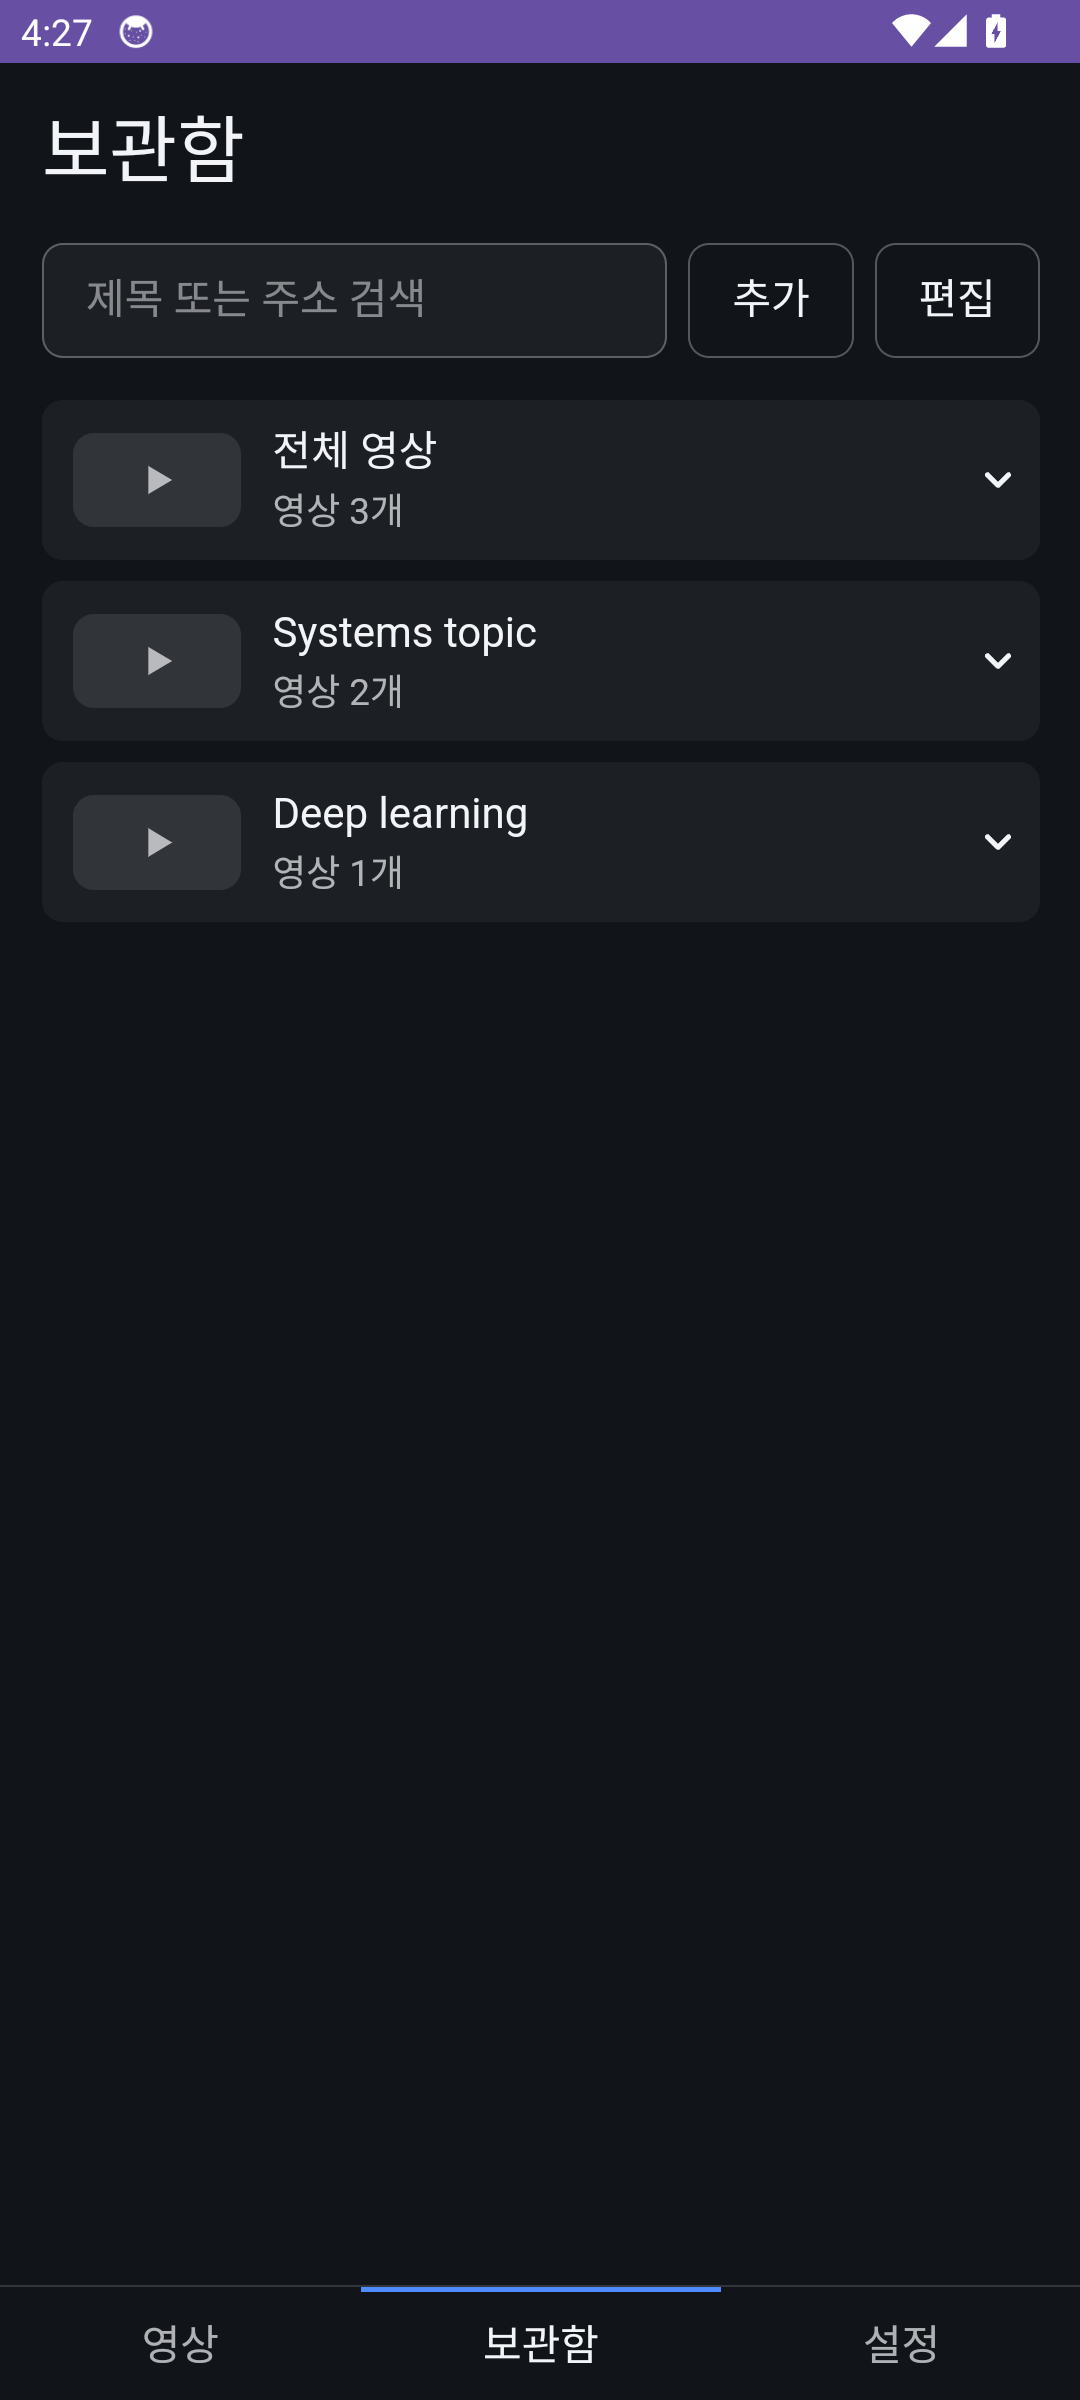 4:27
보관함
제목 또는 주소 검색
추가
편집
전체 영상
영상 3개
Systems topic
영상 2개
Deep learning
영상 1개
영상
보관함
설정